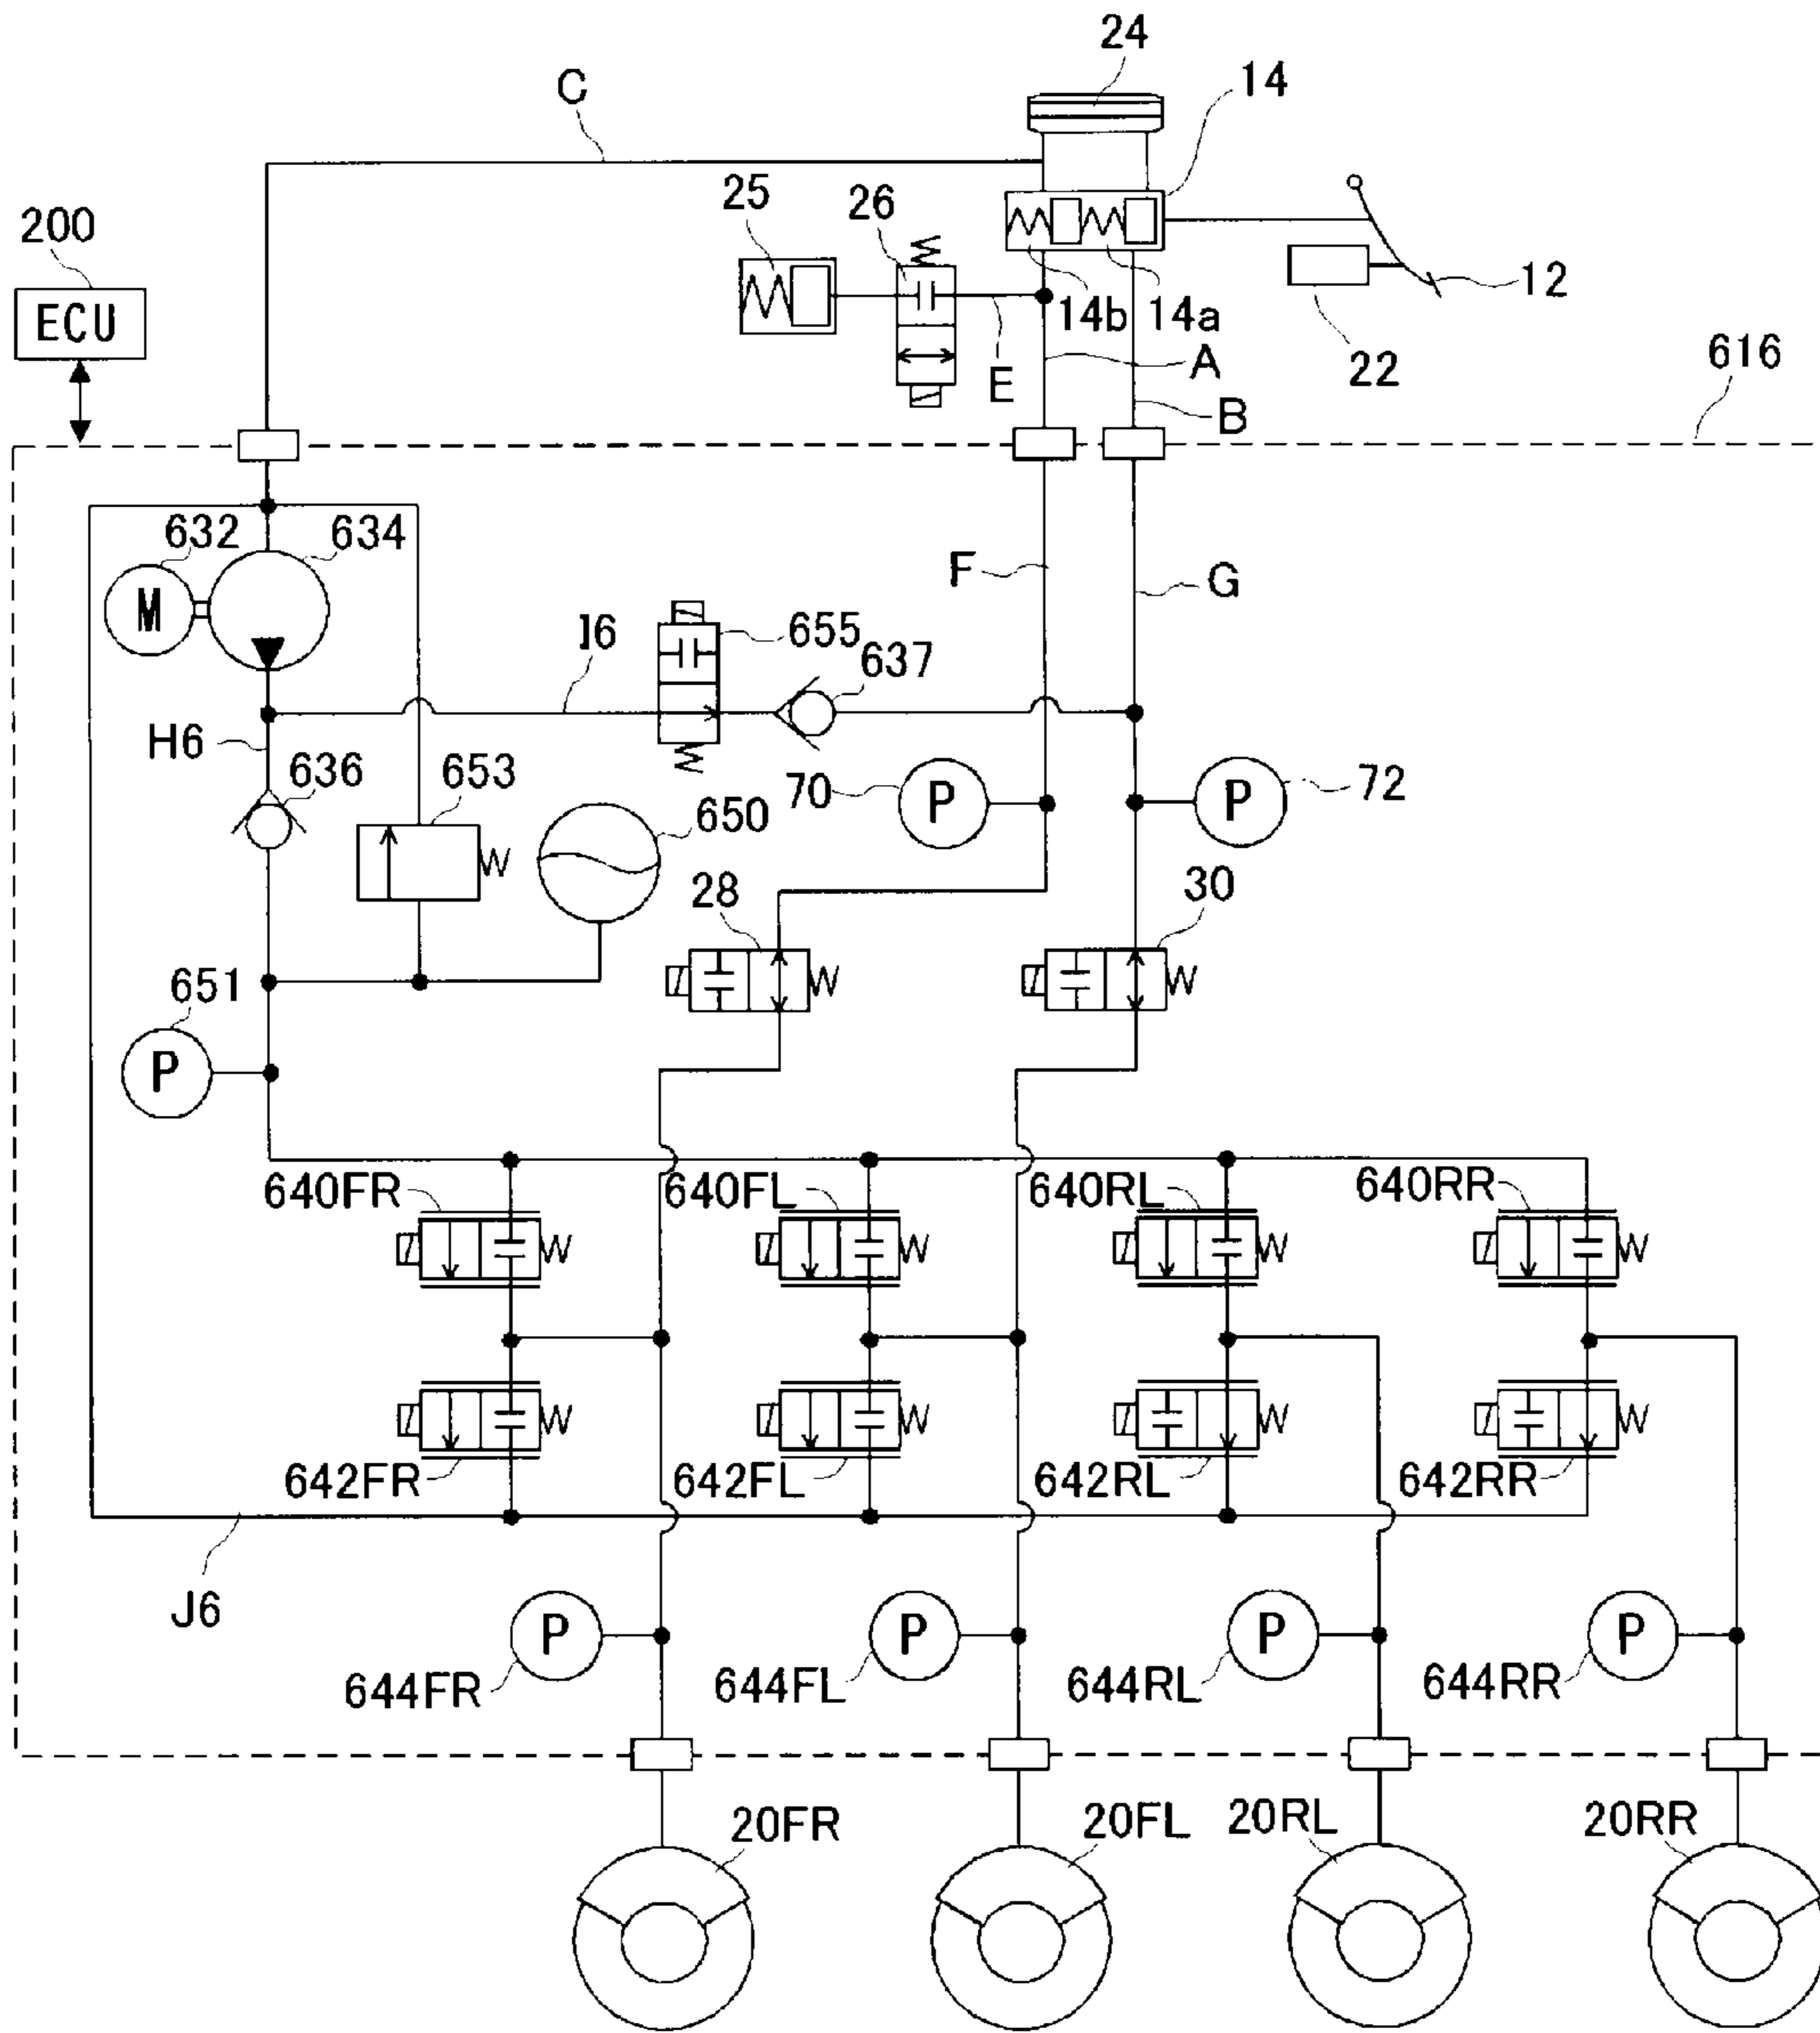 24
14
C
25
26
200
ECU
12
14b
14a
22
A
E
B
616
632
634
M
F
G
I6
655
637
H6
636
653
650
70
P
P
72
28
30
651
P
640FR
640FL
640RL
640RR
642FR
642FL
642RL
642RR
J6
P
P
P
P
644FR
644FL
644RL
644RR
20FR
20FL
20RL
20RR